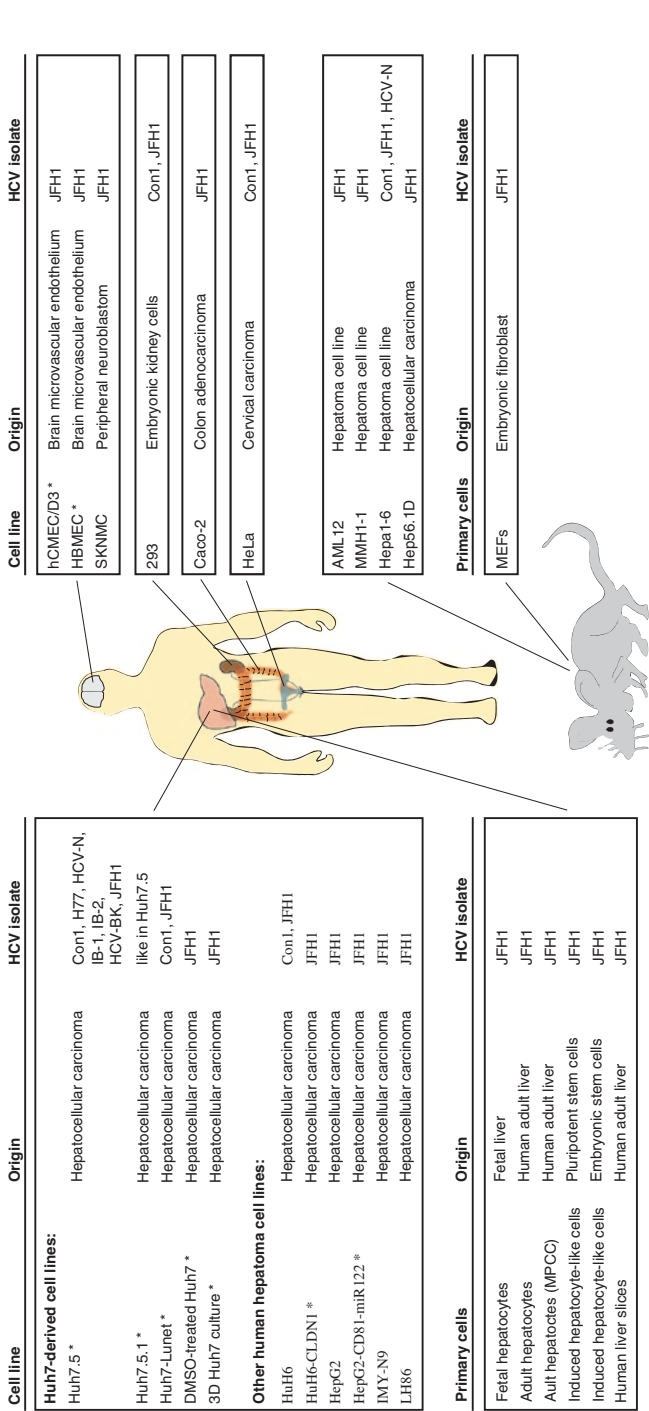 Cell line Origin HCV isolate
Huh7-derived cell lines:
Huh7.5 * Hepatocellular carcinoma Con1, H77, HCV-N,
IB-1, IB-2,
HCV-BK, JFH1
Huh7.5.1 * Hepatocellular carcinoma like in Huh7.5
Huh7-Lunet * Hepatocellular carcinoma Con1, JFH1
DMSO-treated Huh7 * Hepatocellular carcinoma JFH1
3D Huh7 culture * Hepatocellular carcinoma JFH1
Other human hepatoma cell lines:
HuH6 Hepatocellular carcinoma Con1, JFH1
HuH6-CLDN1 * Hepatocellular carcinoma JFH1
HepG2 Hepatocellular carcinoma JFH1
HepG2-CD81-miR122 * Hepatocellular carcinoma JFH1
IMY-N9 Hepatocellular carcinoma JFH1
LH86 Hepatocellular carcinoma JFH1
Primary cells Origin HCV isolate
Fetal hepatocytes Fetal liver JFH1
Adult hepatocytes Human adult liver JFH1
Ault hepatoctes (MPCC) Human adult liver JFH1
Induced hepatocyte-like cells Pluripotent stem cells JFH1
Induced hepatocyte-like cells Embryonic stem cells JFH1
Human liver slices Human adult liver JFH1
Cell line Origin HCV isolate
hCMEC/D3 * Brain microvascular endothelium JFH1
HBMEC * Brain microvascular endothelium JFH1
SKNMC Peripheral neuroblastom JFH1
293 Embryonic kidney cells Con1, JFH1
Caco-2 Colon adenocarcinoma JFH1
HeLa Cervical carcinoma Con1, JFH1
AML12 Hepatoma cell line JFH1
MMH1-1 Hepatoma cell line JFH1
Hepa1-6 Hepatoma cell line Con1, JFH1, HCV-N
Hep56.1D Hepatocellular carcinoma JFH1
Primary cells Origin HCV isolate
MEFs Embryonic fibroblast JFH1